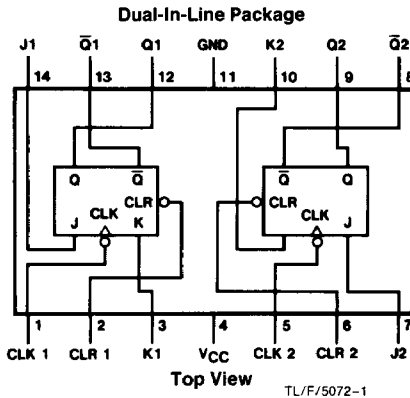 Dual-In-Line Package
J1 Q̅1 Q1 GND K2 Q2 Q̅2
14 13 12 11 10 9 8
Q Q̅ Q̅ Q
CLR CLR
J CLK K CLK J
1 2 3 4 5 6 7
CLK 1 CLR 1 K1 VCC CLK 2 CLR 2 J2
Top View
TL/F/5072-1